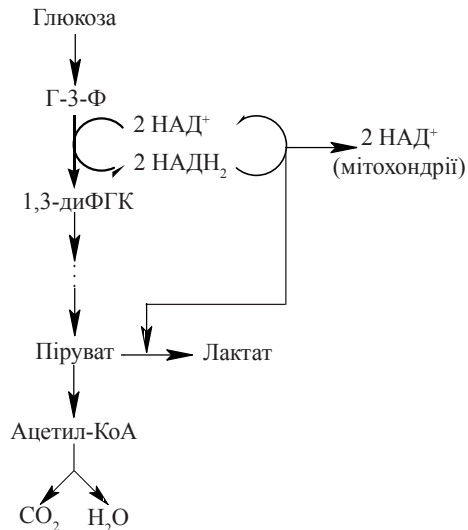 Глюкоза
Г-3-Ф
2 НАД⁺
2 НАДН₂
2 НАД⁺
(мітохондрії)
1,3-диФГК
Піруват
Лактат
Ацетил-КоА
CO₂
H₂O